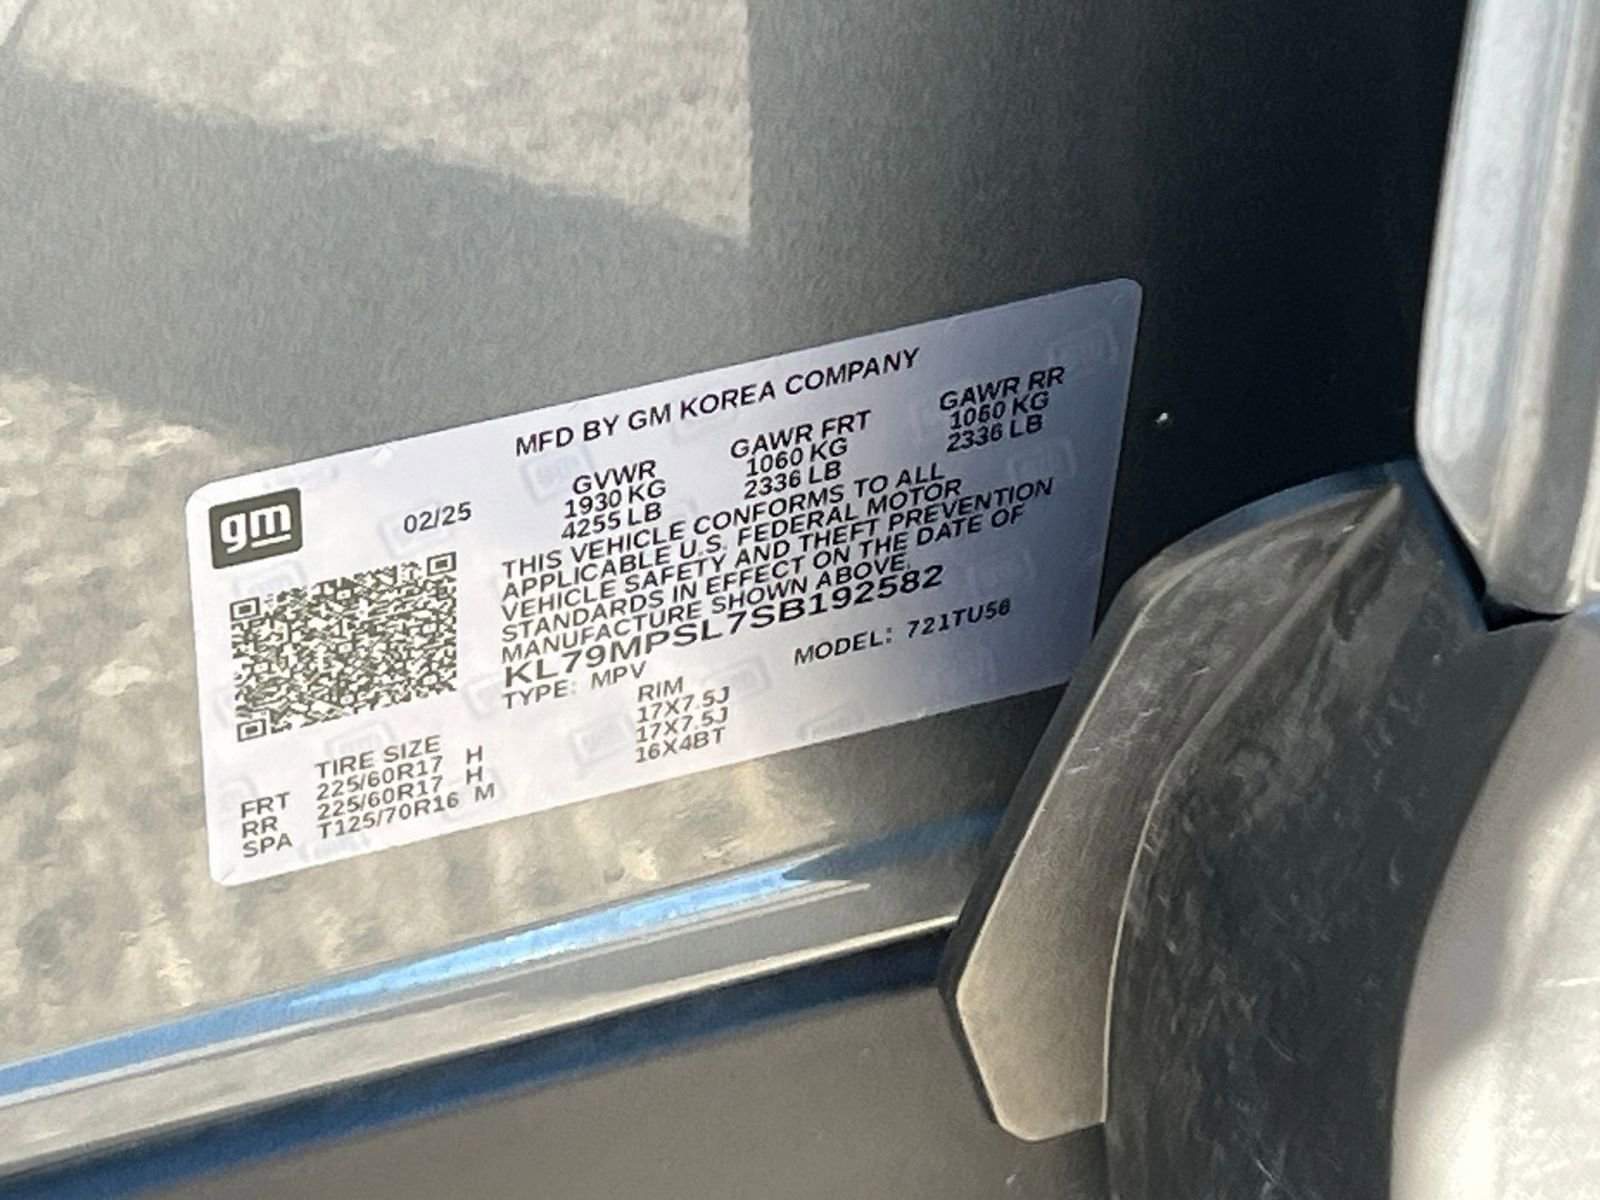 MFD BY GM KOREA COMPANY
gm
02/25
GVWR GAWR FRT GAWR RR
1930 KG 1060 KG 1060 KG
4255 LB 2336 LB 2336 LB
THIS VEHICLE CONFORMS TO ALL
APPLICABLE U.S. FEDERAL MOTOR
VEHICLE SAFETY AND THEFT PREVENTION
STANDARDS IN EFFECT ON THE DATE OF
MANUFACTURE SHOWN ABOVE.
KL79MPSL7SB192582
TYPE: MPV MODEL: 721TU56
TIRE SIZE RIM
FRT 225/60R17 H 17X7.5J
RR 225/60R17 H 17X7.5J
SPA T125/70R16 M 16X4BT